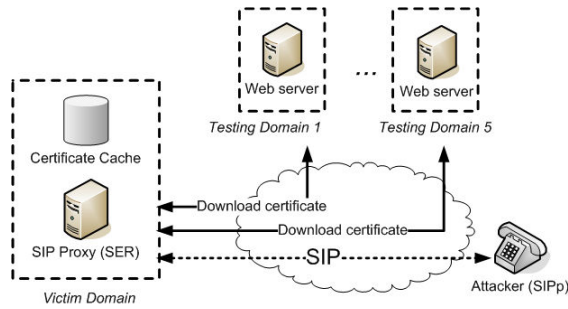 Web server
...
Web server
Testing Domain 1
Testing Domain 5
Certificate Cache
Download certificate
Download certificate
SIP Proxy (SER)
SIP
Attacker (SIPp)
Victim Domain